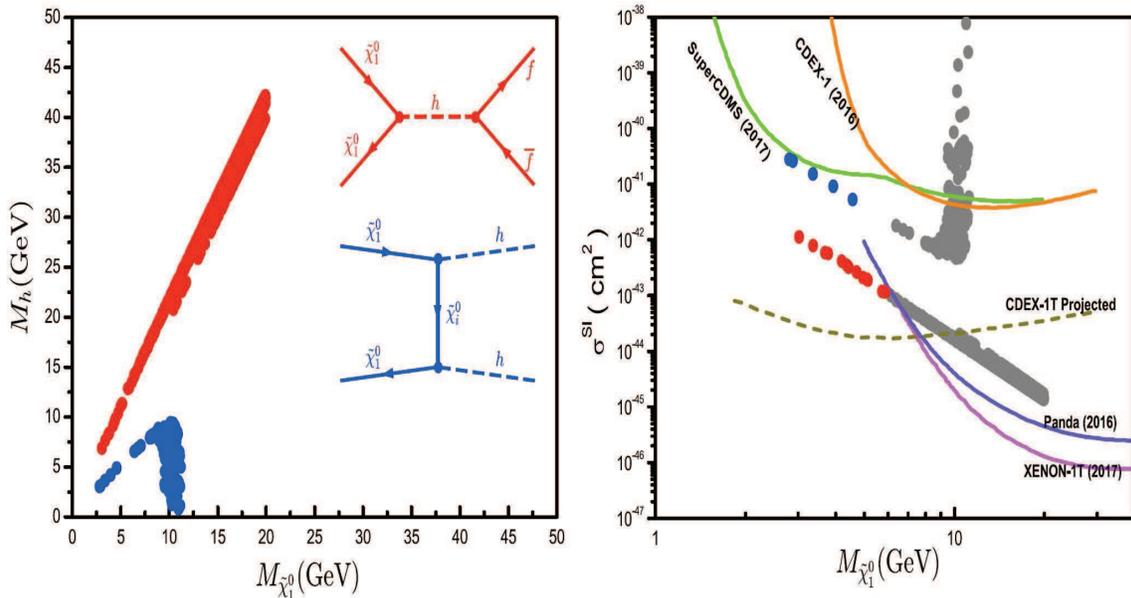 50
45
40
35
30
25
20
15
10
5
0
M_h(GeV)
0 5 10 15 20 25 30 35 40 45 50
M_{χ̃₁⁰}(GeV)
χ̃₁⁰
f
h
χ̃₁⁰
f̄
χ̃₁⁰
h
χ̃ᵢ⁰
χ̃₁⁰
h
10⁻³⁸
10⁻³⁹
10⁻⁴⁰
10⁻⁴¹
10⁻⁴²
10⁻⁴³
10⁻⁴⁴
10⁻⁴⁵
10⁻⁴⁶
10⁻⁴⁷
σ^SI ( cm²)
SuperCDMS (2017)
CDEX-1 (2016)
CDEX-1T Projected
Panda (2016)
XENON-1T (2017)
1 10
M_{χ̃₁⁰}(GeV)